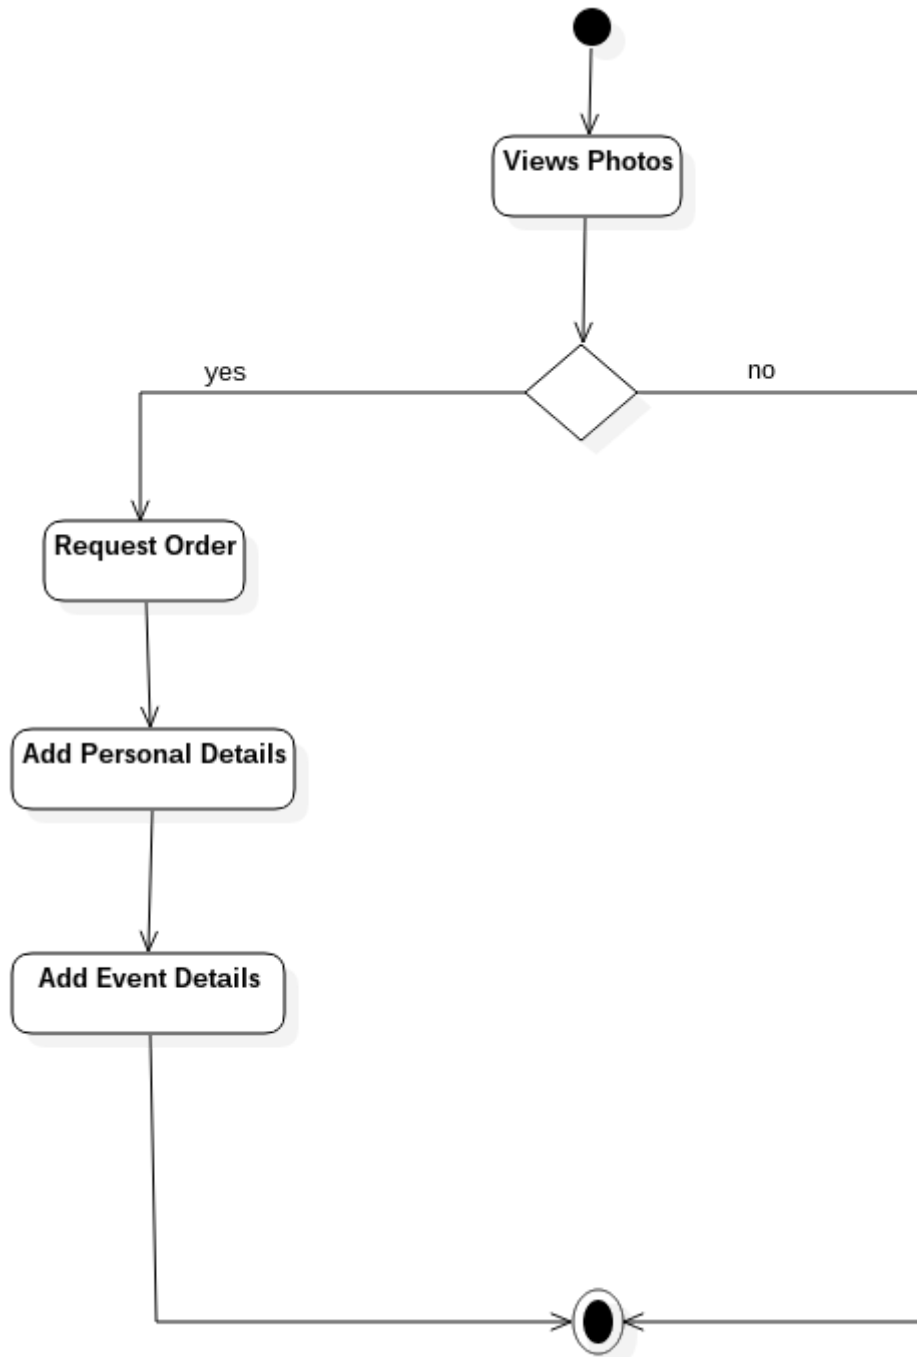 Views Photos
yes
no
Request Order
Add Personal Details
Add Event Details